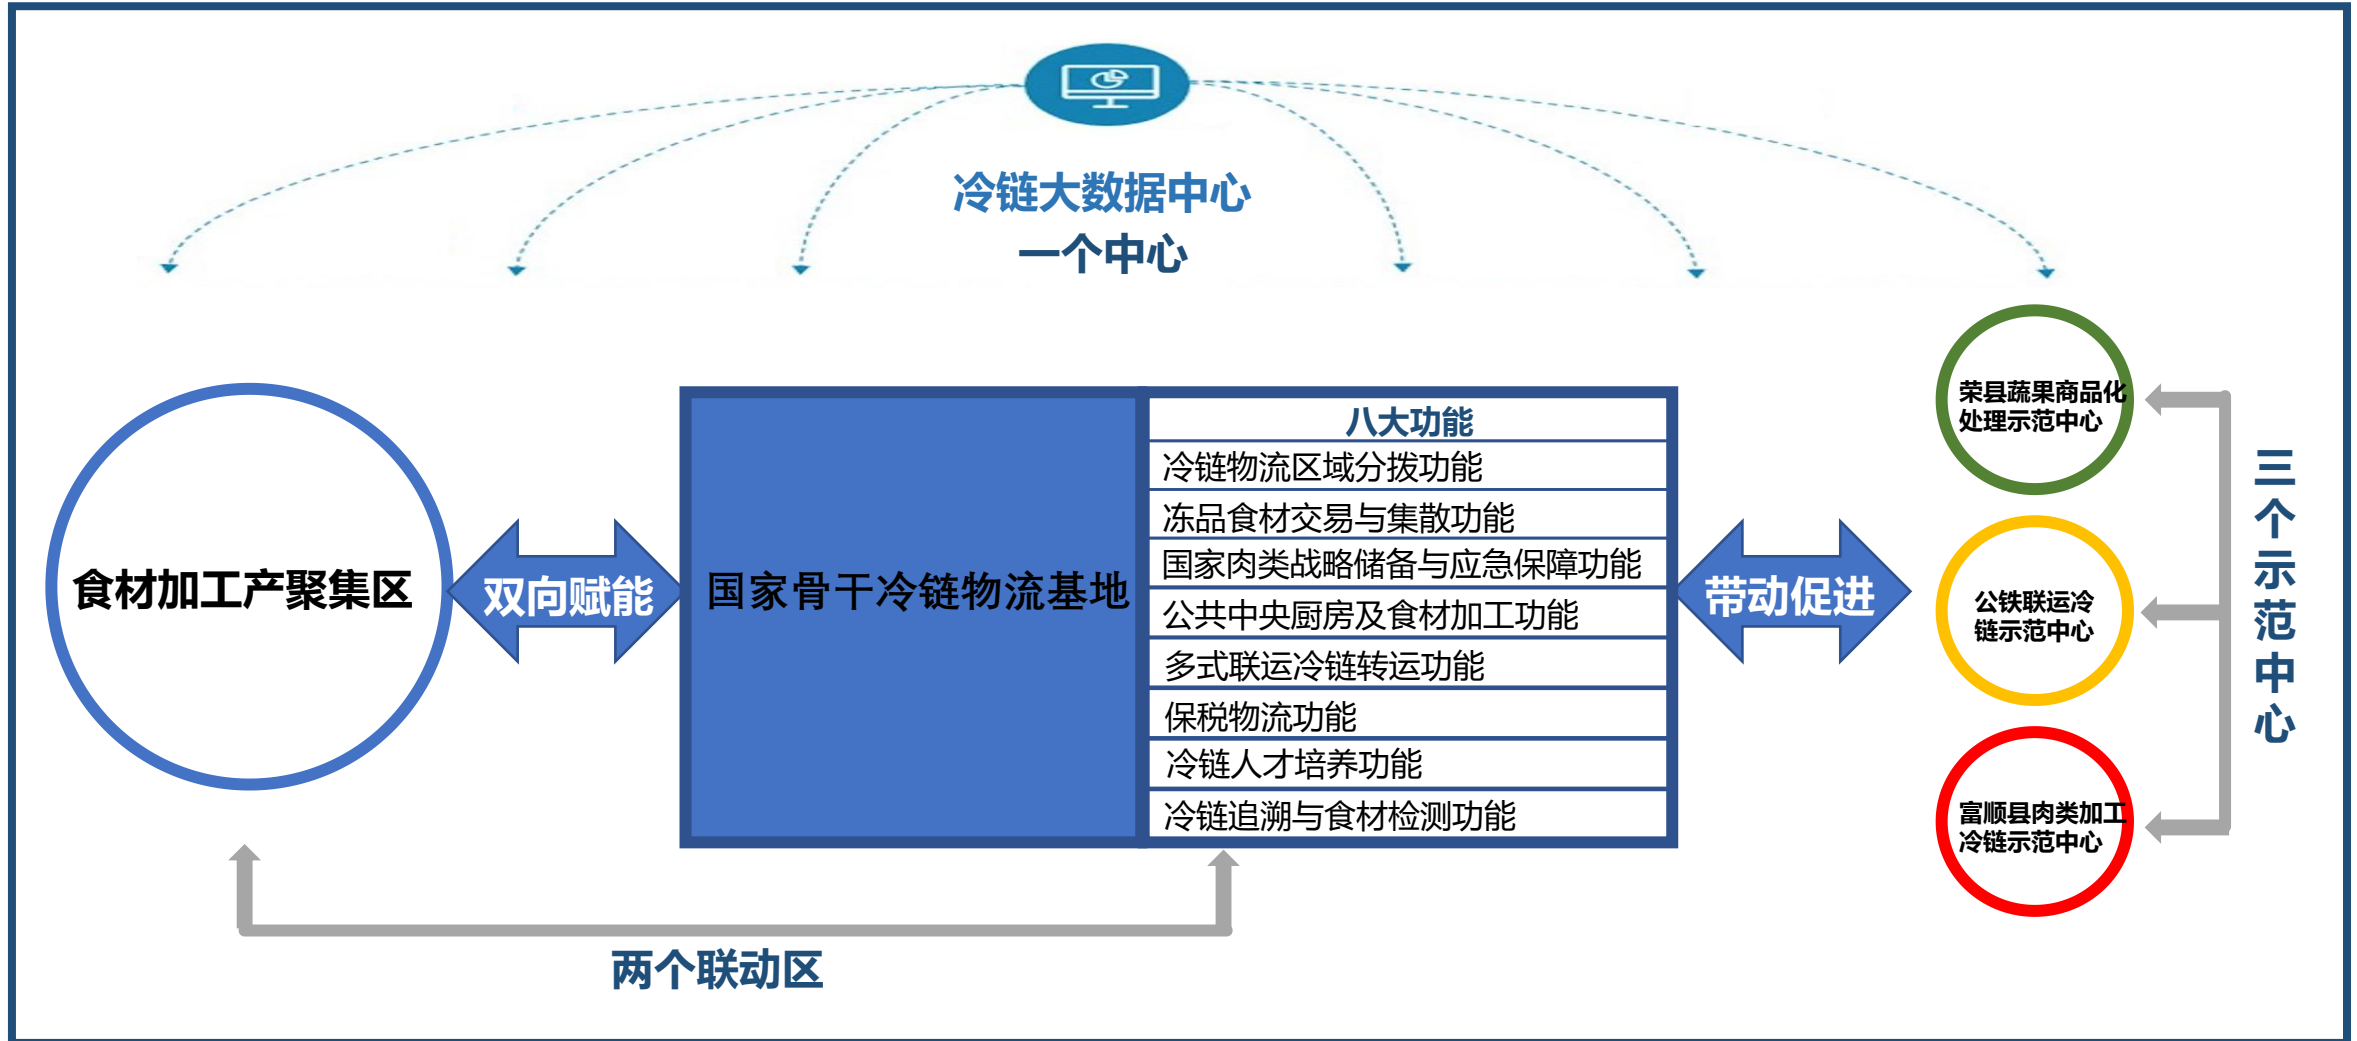 冷链大数据中心
一个中心
食材加工产聚集区
双向赋能
国家骨干冷链物流基地
八大功能
冷链物流区域分拨功能
冻品食材交易与集散功能
国家肉类战略储备与应急保障功能
公共中央厨房及食材加工功能
多式联运冷链转运功能
保税物流功能
冷链人才培养功能
冷链追溯与食材检测功能
带动促进
荣县蔬果商品化
处理示范中心
公铁联运冷
链示范中心
富顺县肉类加工
冷链示范中心
三个示范中心
两个联动区